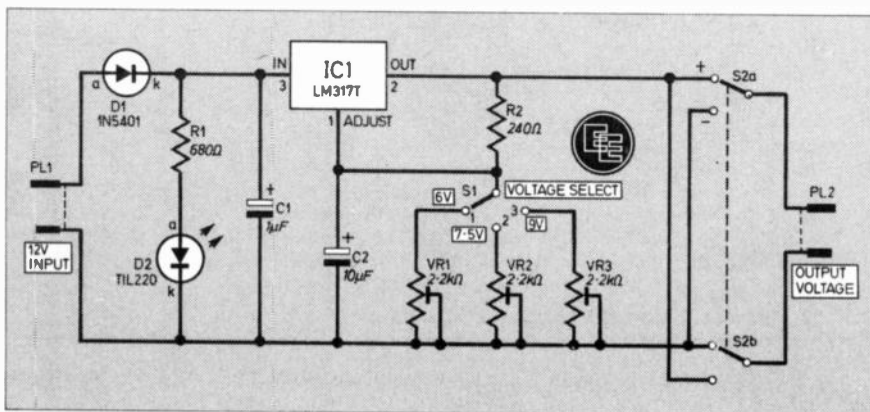 IN
3
IC1
LM317T
OUT
2
1 ADJUST
a
k
D1
1N5401
R1
680Ω
R2
240Ω
+
-
S2a
PL1
12V
INPUT
a
k
D2
TIL220
+
C1
1µF
+
C2
10µF
6V
S1
1
VOLTAGE SELECT
2
7·5V
3
9V
VR1
2·2kΩ
VR2
2·2kΩ
VR3
2·2kΩ
PL2
OUTPUT
VOLTAGE
S2b